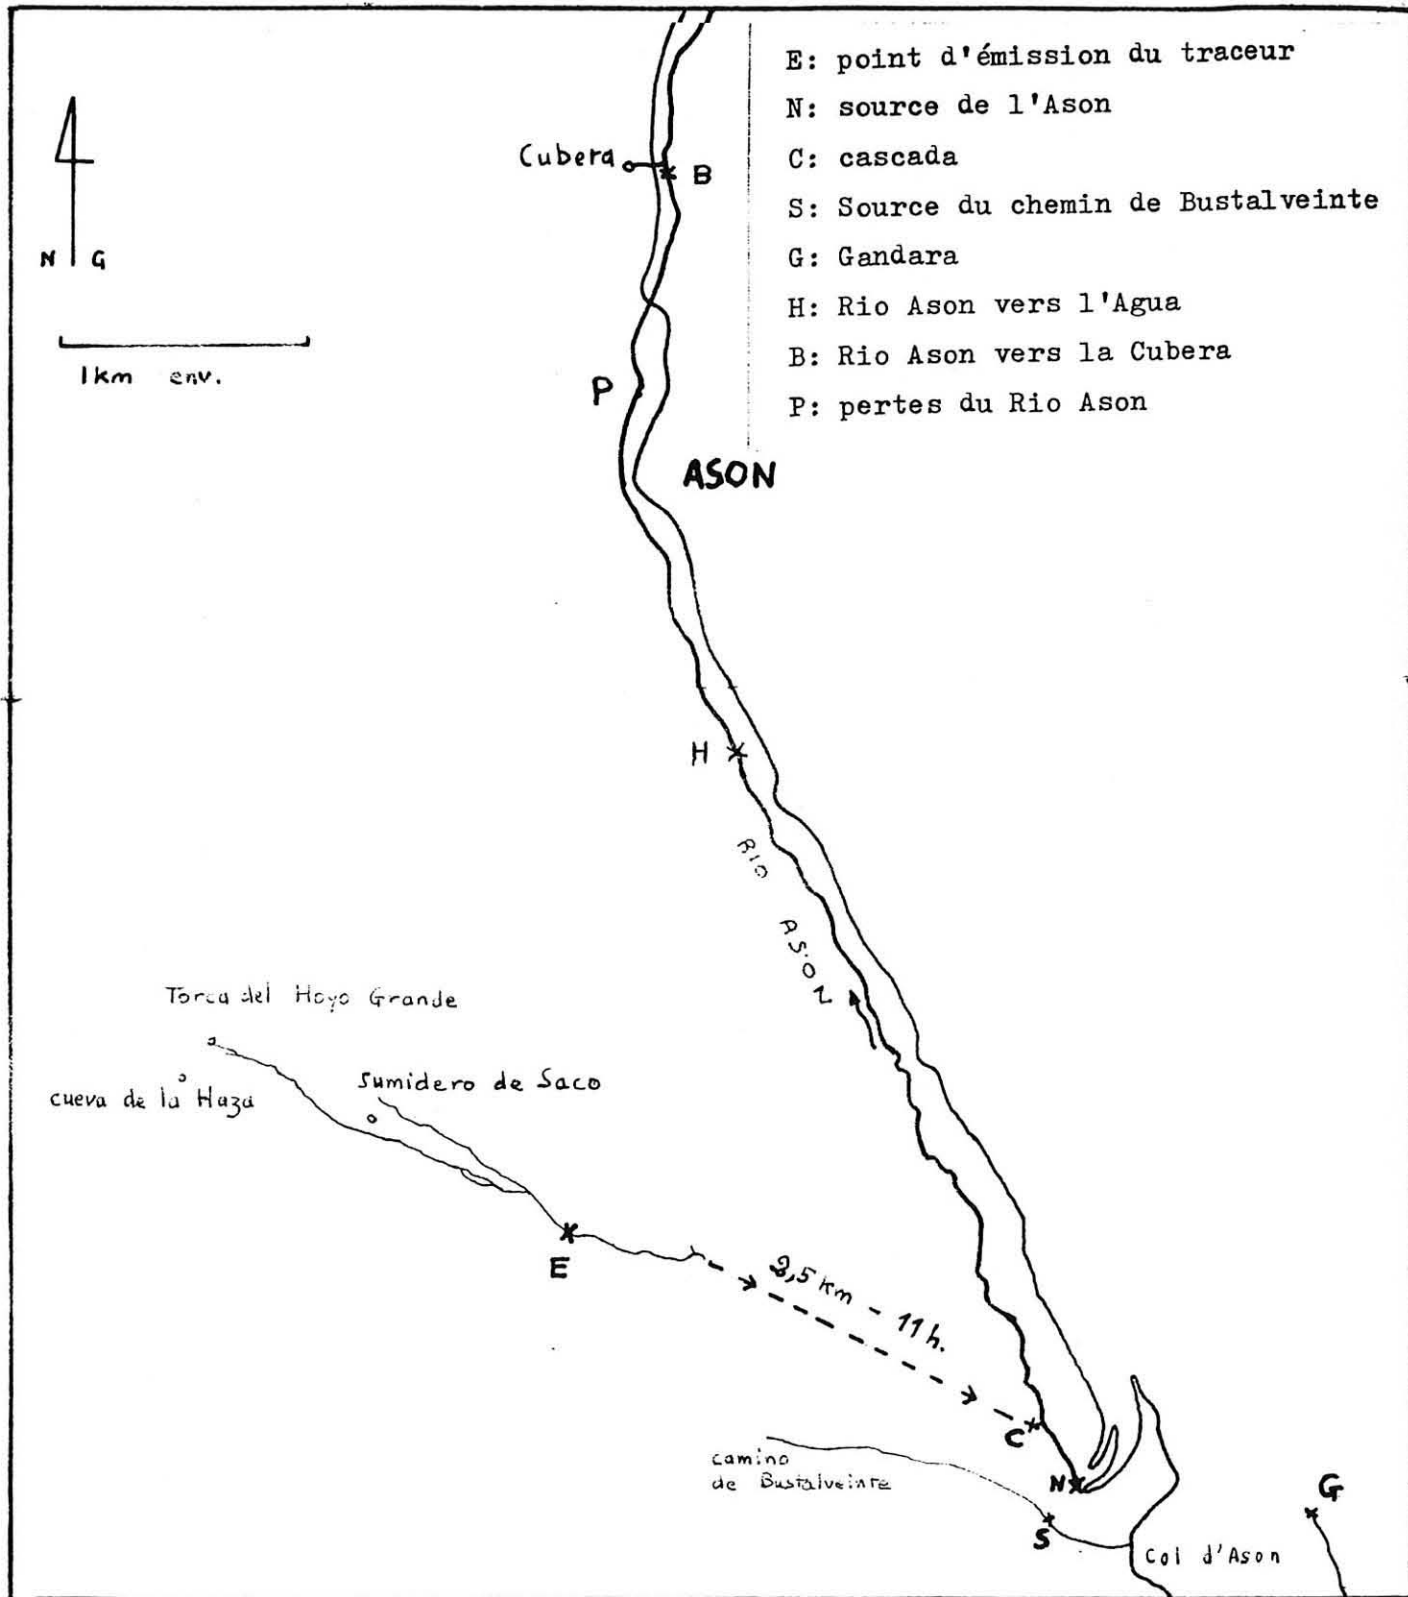 E: point d'émission du traceur
N: source de l'Ason
C: cascada
S: Source du chemin de Bustalveinte
G: Gandara
H: Rio Ason vers l'Agua
B: Rio Ason vers la Cubera
P: pertes du Rio Ason
N G
1km env.
Cubera
B
P
ASON
H
RIO ASON
Torca del Hoyo Grande
cueva de la Haza
Sumidero de Saco
E
2,5 km - 11h.
C
camino
de Bustalveinte
N
S
G
Col d'Ason